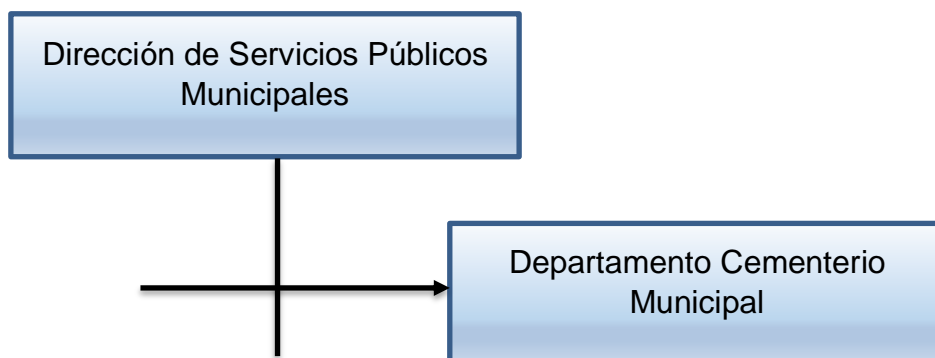 Dirección de Servicios Públicos
Municipales
Departamento Cementerio
Municipal